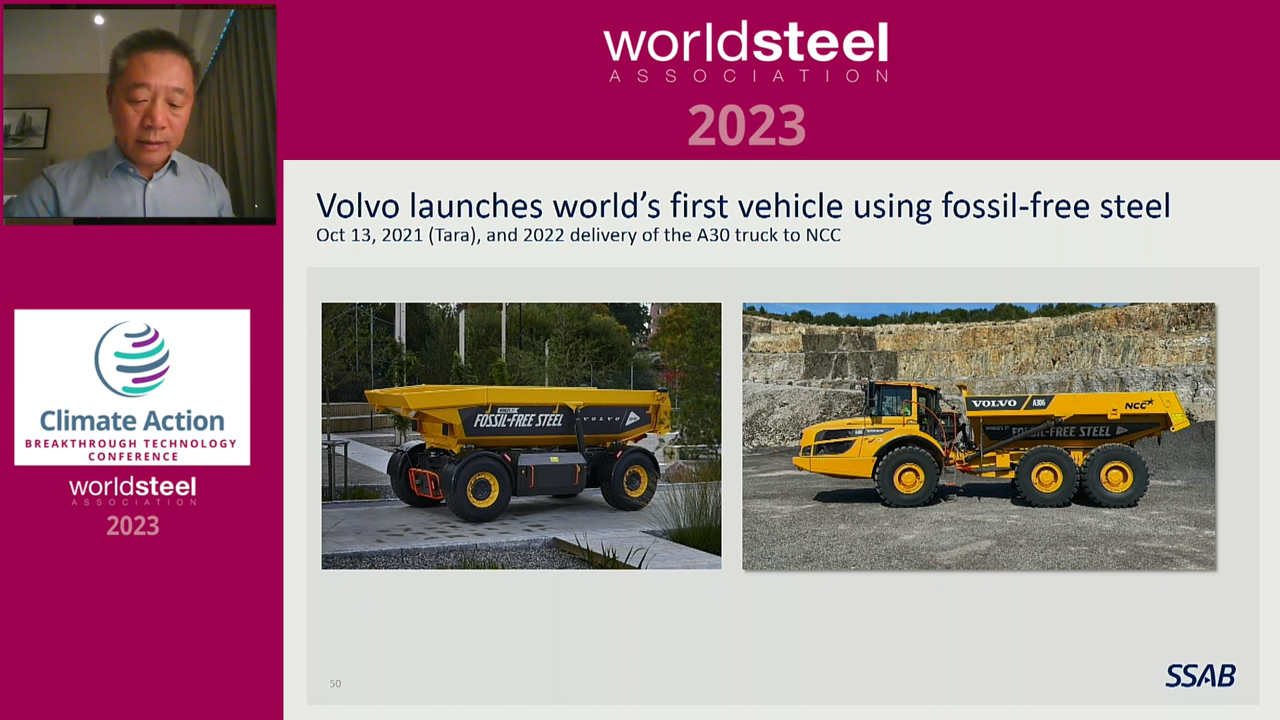 worldsteel
ASSOCIATION
2023
Volvo launches world's first vehicle using fossil-free steel
Oct 13, 2021 (Tara), and 2022 delivery of the A30 truck to NCC
FOSSIL-FREE STEEL
VOLVO
VOLVO
A30G
NCC
FOSSIL-FREE STEEL
Climate Action
BREAKTHROUGH TECHNOLOGY
CONFERENCE
worldsteel
ASSOCIATION
2023
50
SSAB